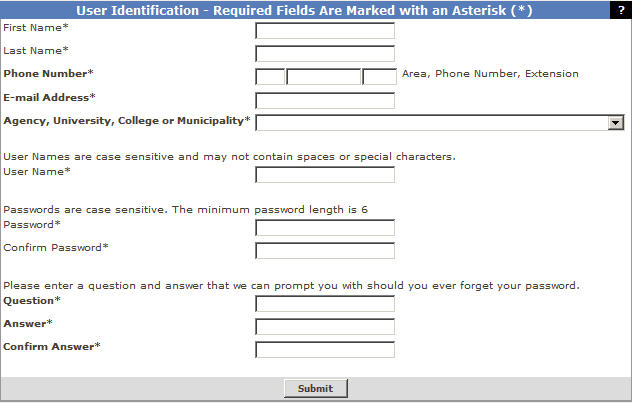 User Identification - Required Fields Are Marked with an Asterisk (*) ?
First Name*
Last Name*
Phone Number* Area, Phone Number, Extension
E-mail Address*
Agency, University, College or Municipality*
User Names are case sensitive and may not contain spaces or special characters.
User Name*
Passwords are case sensitive. The minimum password length is 6
Password*
Confirm Password*
Please enter a question and answer that we can prompt you with should you ever forget your password.
Question*
Answer*
Confirm Answer*
Submit